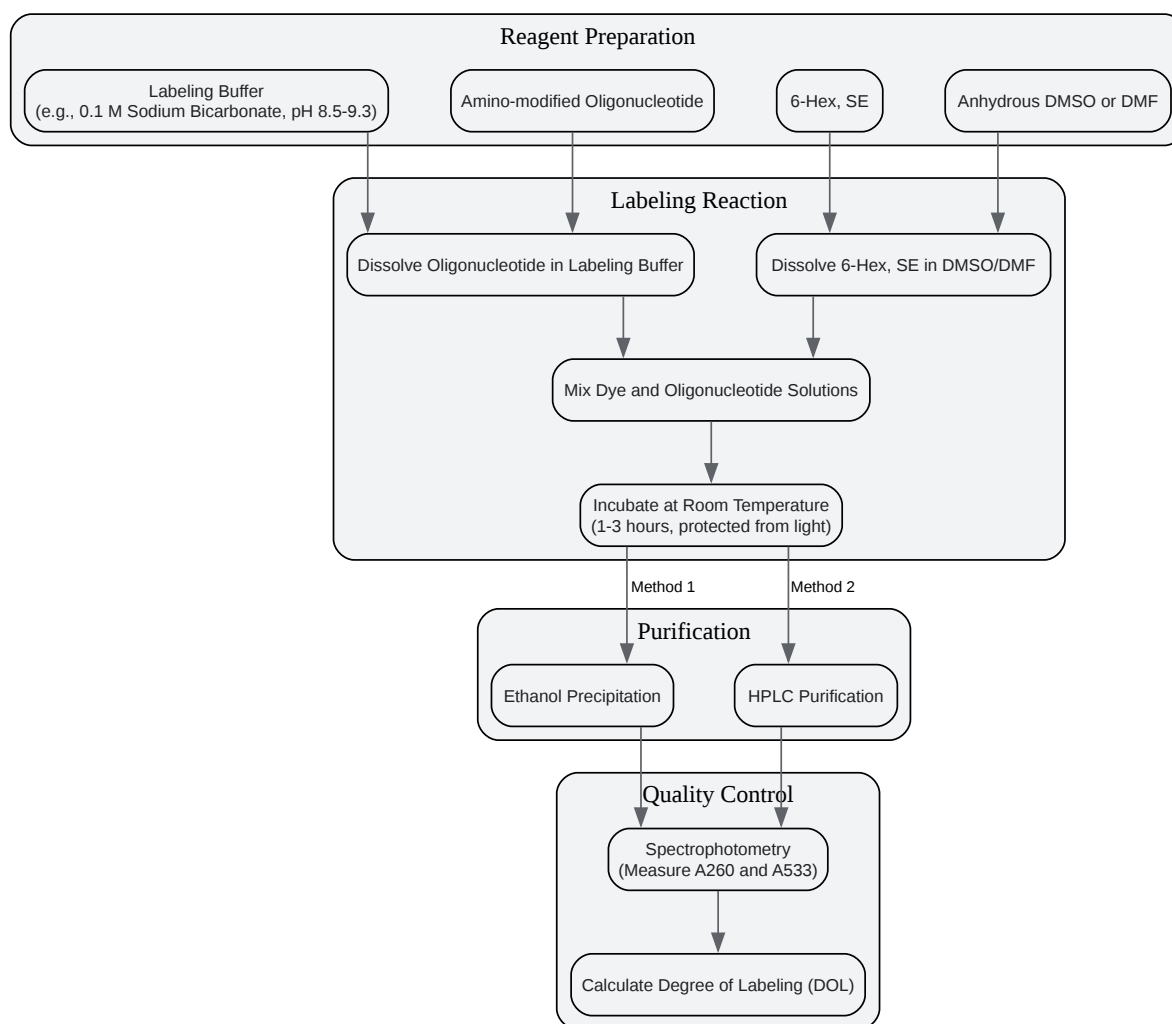 Reagent Preparation
Labeling Buffer
(e.g., 0.1 M Sodium Bicarbonate, pH 8.5-9.3)
Amino-modified Oligonucleotide
6-Hex, SE
Anhydrous DMSO or DMF
Labeling Reaction
Dissolve Oligonucleotide in Labeling Buffer
Dissolve 6-Hex, SE in DMSO/DMF
Mix Dye and Oligonucleotide Solutions
Incubate at Room Temperature
(1-3 hours, protected from light)
Method 1
Method 2
Purification
Ethanol Precipitation
HPLC Purification
Quality Control
Spectrophotometry
(Measure A260 and A533)
Calculate Degree of Labeling (DOL)